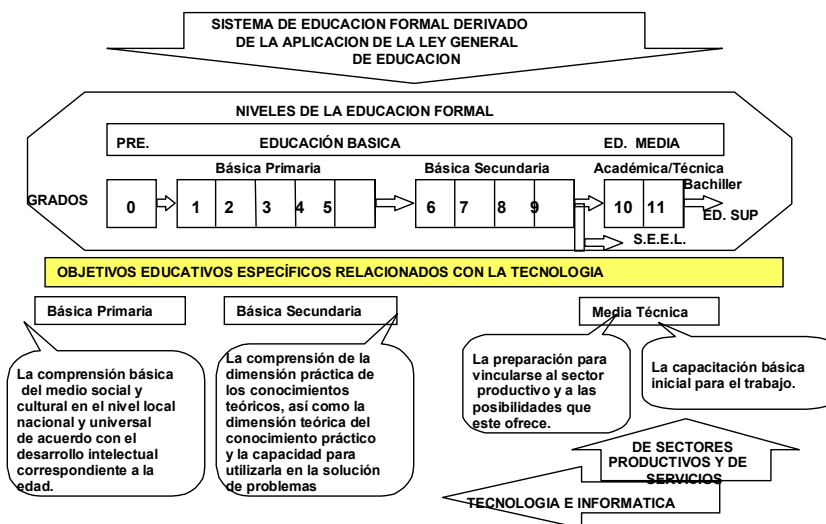 SISTEMA DE EDUCACION FORMAL DERIVADO
DE LA APLICACION DE LA LEY GENERAL
DE EDUCACION
NIVELES DE LA EDUCACION FORMAL
PRE. EDUCACIÓN BASICA ED. MEDIA
Básica Primaria Básica Secundaria Académica/Técnica
Bachiller
GRADOS 0 1 2 3 4 5 6 7 8 9 10 11
ED. SUP
S.E.E.L.
OBJETIVOS EDUCATIVOS ESPECÍFICOS RELACIONADOS CON LA TECNOLOGIA
Básica Primaria Básica Secundaria Media Técnica
La comprensión básica
del medio social y
cultural en el nivel local
nacional y universal
de acuerdo con el
desarrollo intelectual
correspondiente a la
edad.
La comprensión de la
dimensión práctica de
los conocimientos
teóricos, así como la
dimensión teórica del
conocimiento práctico
y la capacidad para
utilizarla en la solución
de problemas
La preparación para
vincularse al sector
productivo y a las
posibilidades que
este ofrece.
La capacitación básica
inicial para el trabajo.
DE SECTORES
PRODUCTIVOS Y DE
SERVICIOS
TECNOLOGIA E INFORMATICA